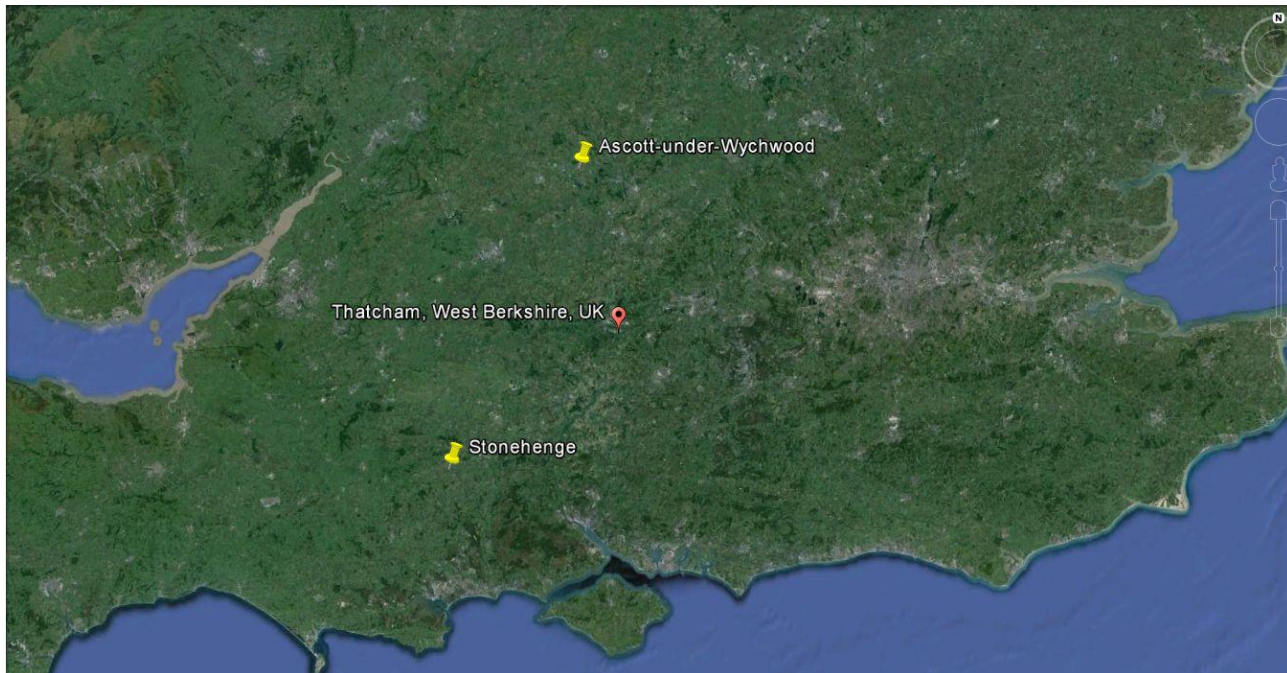 N
Ascott-under-Wychwood
Thatcham, West Berkshire, UK
Stonehenge